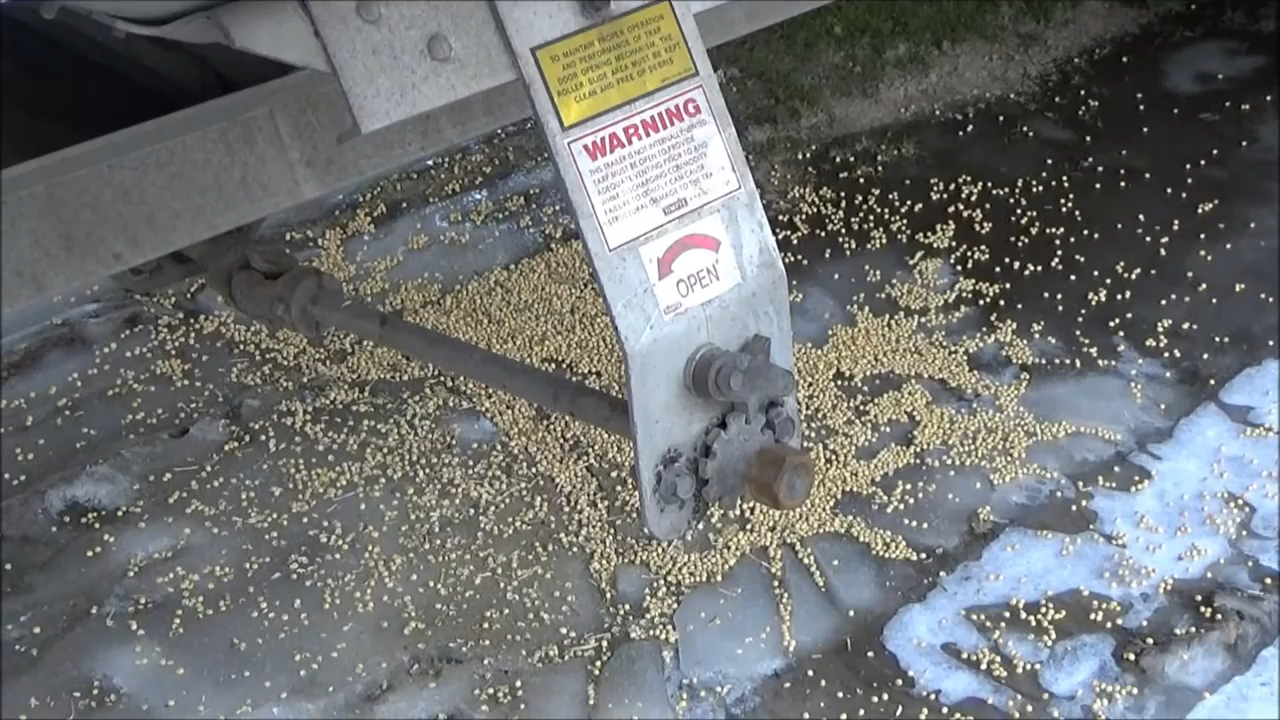 TO MAINTAIN PROPER OPERATION
AND PERFORMANCE OF TRAP
DOOR OPENING MECHANISM, THE
ROLLER/SLIDE AREA MUST BE KEPT
CLEAN AND FREE OF DEBRIS
WARNING
THIS TRAILER IS NOT INTERNALLY VENTED.
TARP MUST BE OPEN TO PROVIDE
ADEQUATE VENTING PRIOR TO AND
WHILE DISCHARGING COMMODITY
FAILURE TO COMPLY CAN CAUSE
STRUCTURAL DAMAGE TO THE
TIMPTE
OPEN